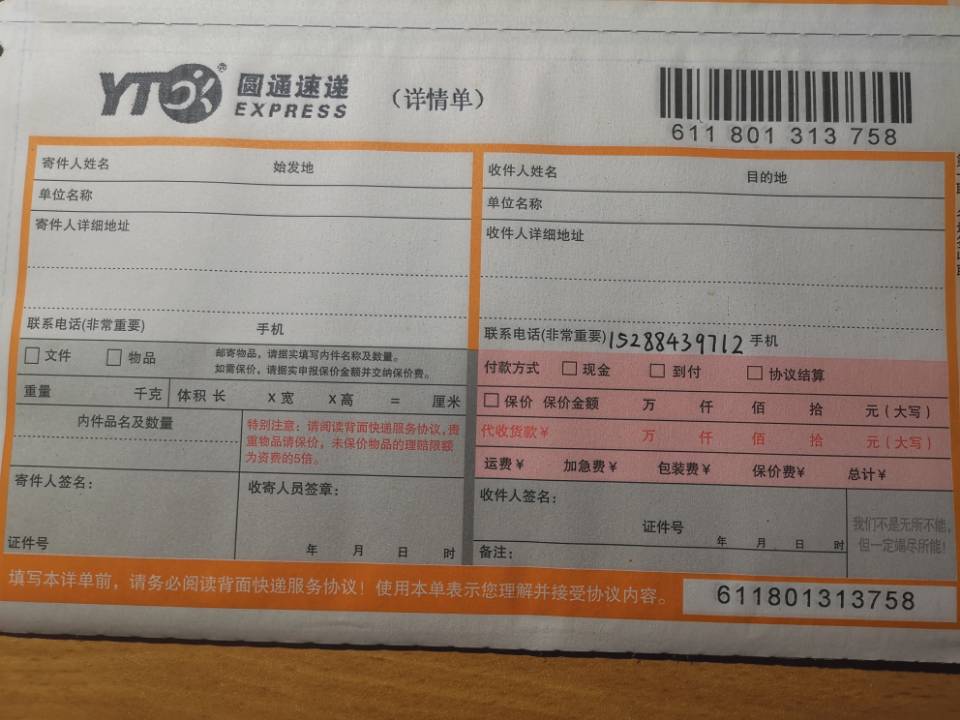 YTO 圆通速递 EXPRESS （详情单）
611 801 313 758
寄件人姓名 始发地
单位名称
寄件人详细地址
联系电话(非常重要) 手机
文件 物品 邮寄物品，请据实填写内件名称及数量。
如需保价，请据实申报保价金额并交纳保价费。
重量 千克 体积 长 X 宽 X 高 = 厘米
内件品名及数量
特别注意：请阅读背面快递服务协议，贵
重物品请保价，未保价物品的理赔限额
为资费的5倍。
寄件人签名：
收寄人员签章：
证件号
年 月 日 时
收件人姓名 目的地
单位名称
收件人详细地址
联系电话(非常重要)15288439712 手机
付款方式 现金 到付 协议结算
保价 保价金额 万 仟 佰 拾 元（大写）
代收货款￥ 万 仟 佰 拾 元（大写）
运费￥ 加急费￥ 包装费￥ 保价费￥ 总计￥
收件人签名：
证件号
年 月 日 时
备注：
我们不是无所不能，
但一定竭尽所能！
填写本详单前，请务必阅读背面快递服务协议！使用本单表示您理解并接受协议内容。
611801313758